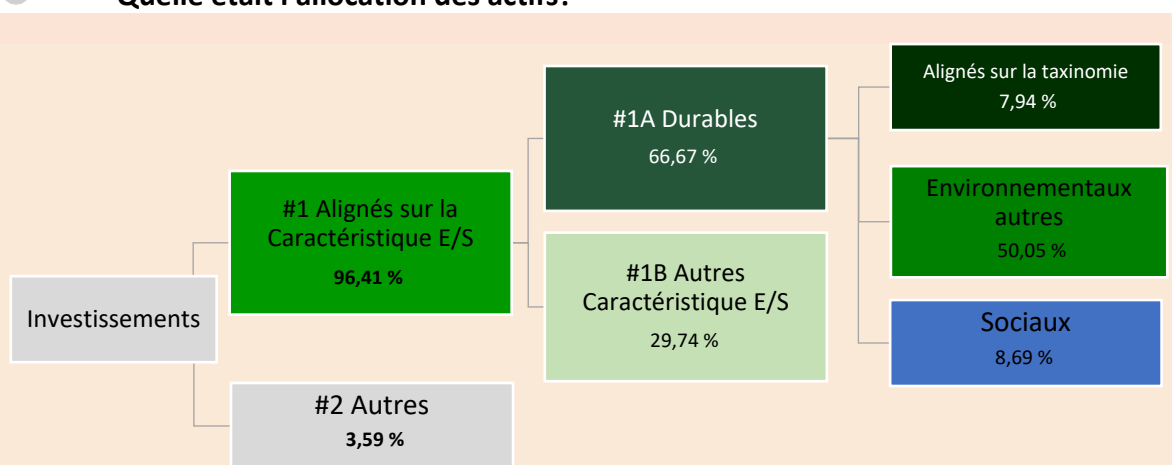 Quelle était l'allocation des actifs?
Investissements
#1 Alignés sur la
Caractéristique E/S
96,41 %
#2 Autres
3,59 %
#1A Durables
66,67 %
#1B Autres
Caractéristique E/S
29,74 %
Alignés sur la taxinomie
7,94 %
Environnementaux
autres
50,05 %
Sociaux
8,69 %